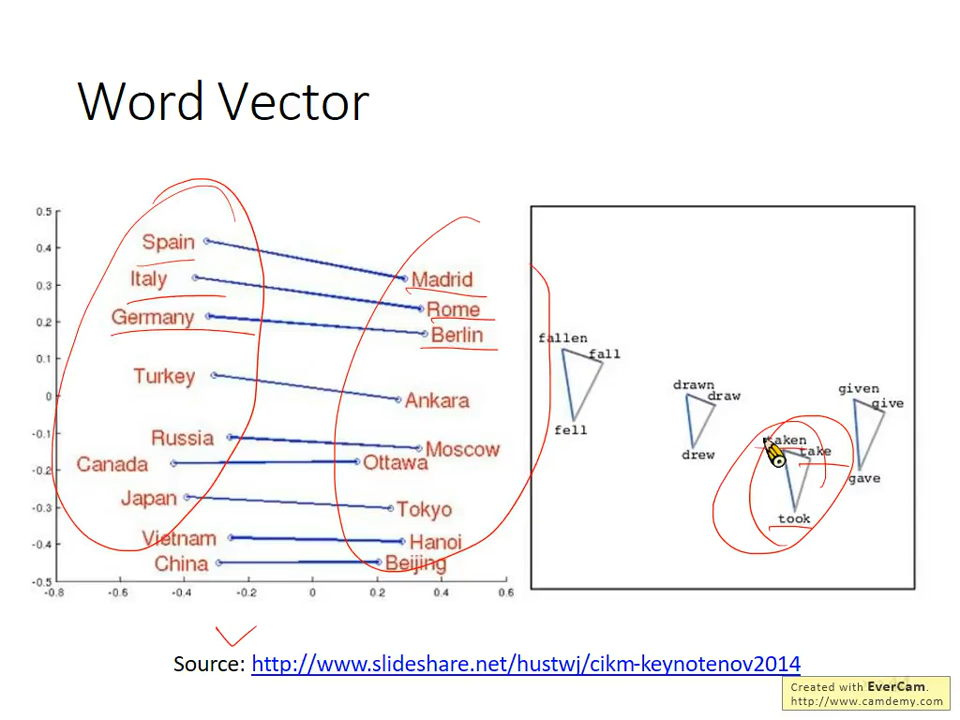 Word Vector
0.5
0.4
0.3
0.2
0.1
0
-0.1
-0.2
-0.3
-0.4
-0.5
-0.8
-0.6
-0.4
-0.2
0
0.2
0.4
0.6
Spain
Madrid
Italy
Rome
Germany
Berlin
Turkey
Ankara
Russia
Moscow
Canada
Ottawa
Japan
Tokyo
Vietnam
Hanoi
China
Beijing
fallen
fall
fell
drawn
draw
drew
taken
take
took
given
give
gave
Source: http://www.slideshare.net/hustwj/cikm-keynotenov2014
Created with EverCam.
http://www.camdemy.com